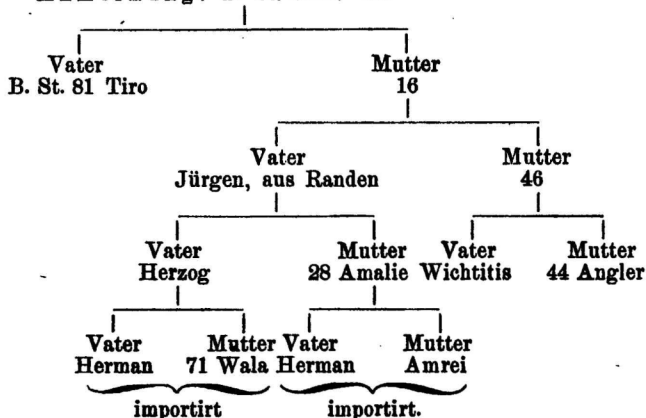 Vater Mutter
B. St. 81 Tiro 16
Vater Mutter
Jürgen, aus Randen 46
Vater Mutter Vater Mutter
Herzog 28 Amalie Wichtitis 44 Angler
Vater Mutter Vater Mutter
Herman 71 Wala Herman Amrei
importirt importirt.